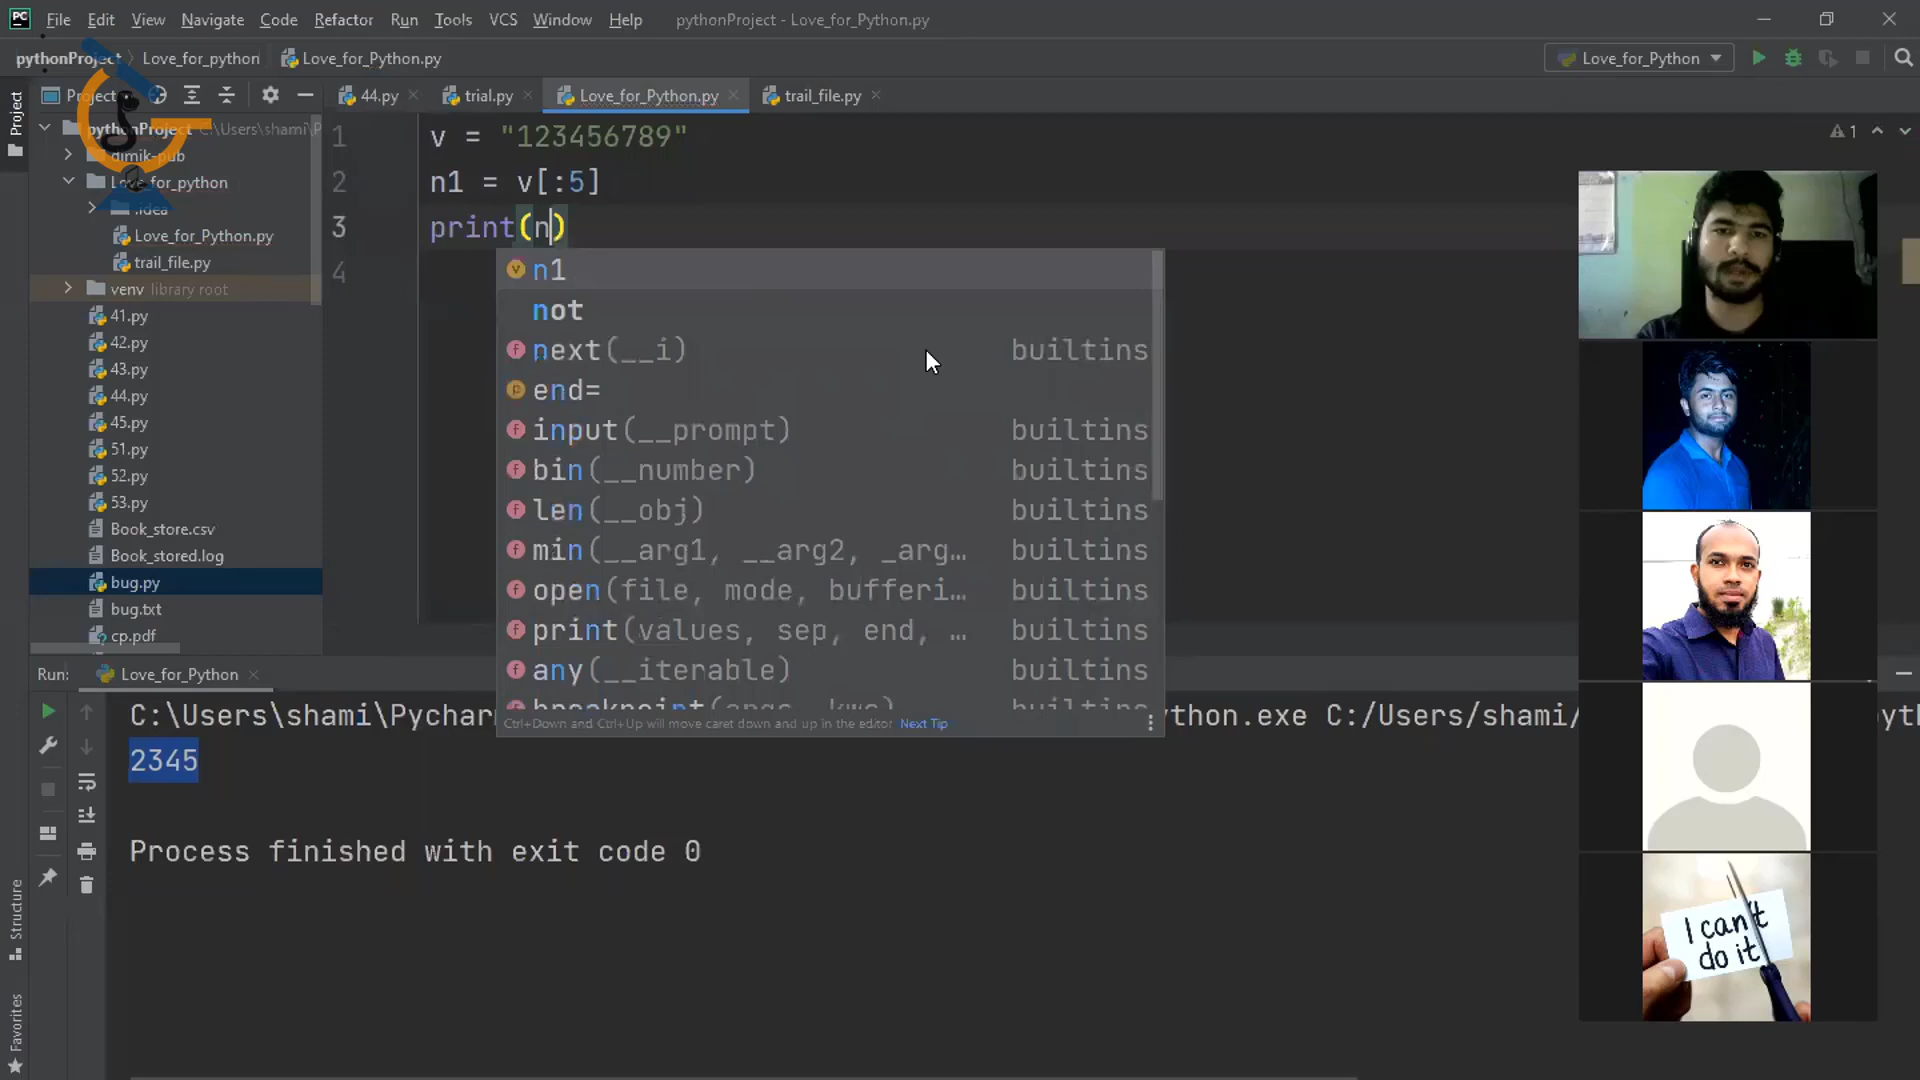 PC File Edit View Navigate Code Refactor Run Tools VCS Window Help pythonProject - Love_for_Python.py
pythonProject Love_for_python Love_for_Python.py Love_for_Python
Project 44.py trial.py Love_for_Python.py trail_file.py
Project
pythonProject C:\Users\shami\P
dimik-pub
Love_for_python
.idea
Love_for_Python.py
trail_file.py
venv library root
41.py
42.py
43.py
44.py
45.py
51.py
52.py
53.py
Book_store.csv
Book_stored.log
bug.py
bug.txt
cp.pdf
1 v = "123456789"
2 n1 = v[:5]
3 print(n)
4
1
v n1
not
f next(__i) builtins
p end=
f input(__prompt) builtins
f bin(__number) builtins
f len(__obj) builtins
f min(__arg1, __arg2, _arg… builtins
f open(file, mode, bufferi… builtins
f print(values, sep, end, … builtins
f any(__iterable) builtins
f breakpoint(args, kws) builtins
Ctrl+Down and Ctrl+Up will move caret down and up in the editor Next Tip
Run: Love_for_Python
C:\Users\shami\Pychar
ython.exe C:/Users/shami/
yth
2345
Process finished with exit code 0
Structure
Favorites
I can't
do it